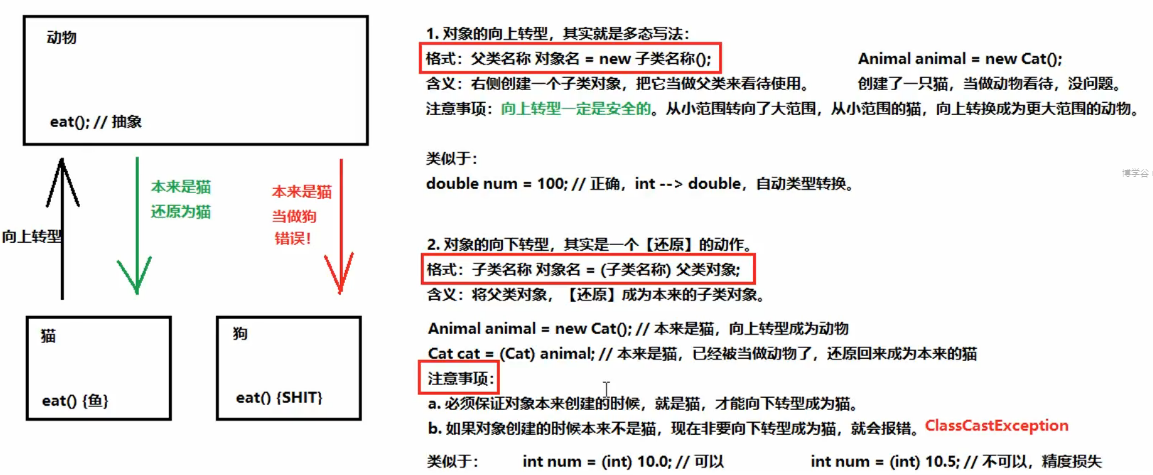 动物
eat(); // 抽象
向上转型
本来是猫
还原为猫
本来是猫
当做狗
错误！
猫
eat() {鱼}
狗
eat() {SHIT}
1. 对象的向上转型，其实就是多态写法：
格式：父类名称 对象名 = new 子类名称();
Animal animal = new Cat();
含义：右侧创建一个子类对象，把它当做父类来看待使用。
创建了一只猫，当做动物看待，没问题。
注意事项：向上转型一定是安全的。从小范围转向了大范围，从小范围的猫，向上转换成为更大范围的动物。
类似于：
double num = 100; // 正确，int --> double，自动类型转换。
博学谷
2. 对象的向下转型，其实是一个【还原】的动作。
格式：子类名称 对象名 = (子类名称) 父类对象;
含义：将父类对象，【还原】成为本来的子类对象。
Animal animal = new Cat(); // 本来是猫，向上转型成为动物
Cat cat = (Cat) animal; // 本来是猫，已经被当做动物了，还原回来成为本来的猫
注意事项：
a. 必须保证对象本来创建的时候，就是猫，才能向下转型成为猫。
b. 如果对象创建的时候本来不是猫，现在非要向下转型成为猫，就会报错。ClassCastException
类似于： int num = (int) 10.0; // 可以 int num = (int) 10.5; // 不可以，精度损失